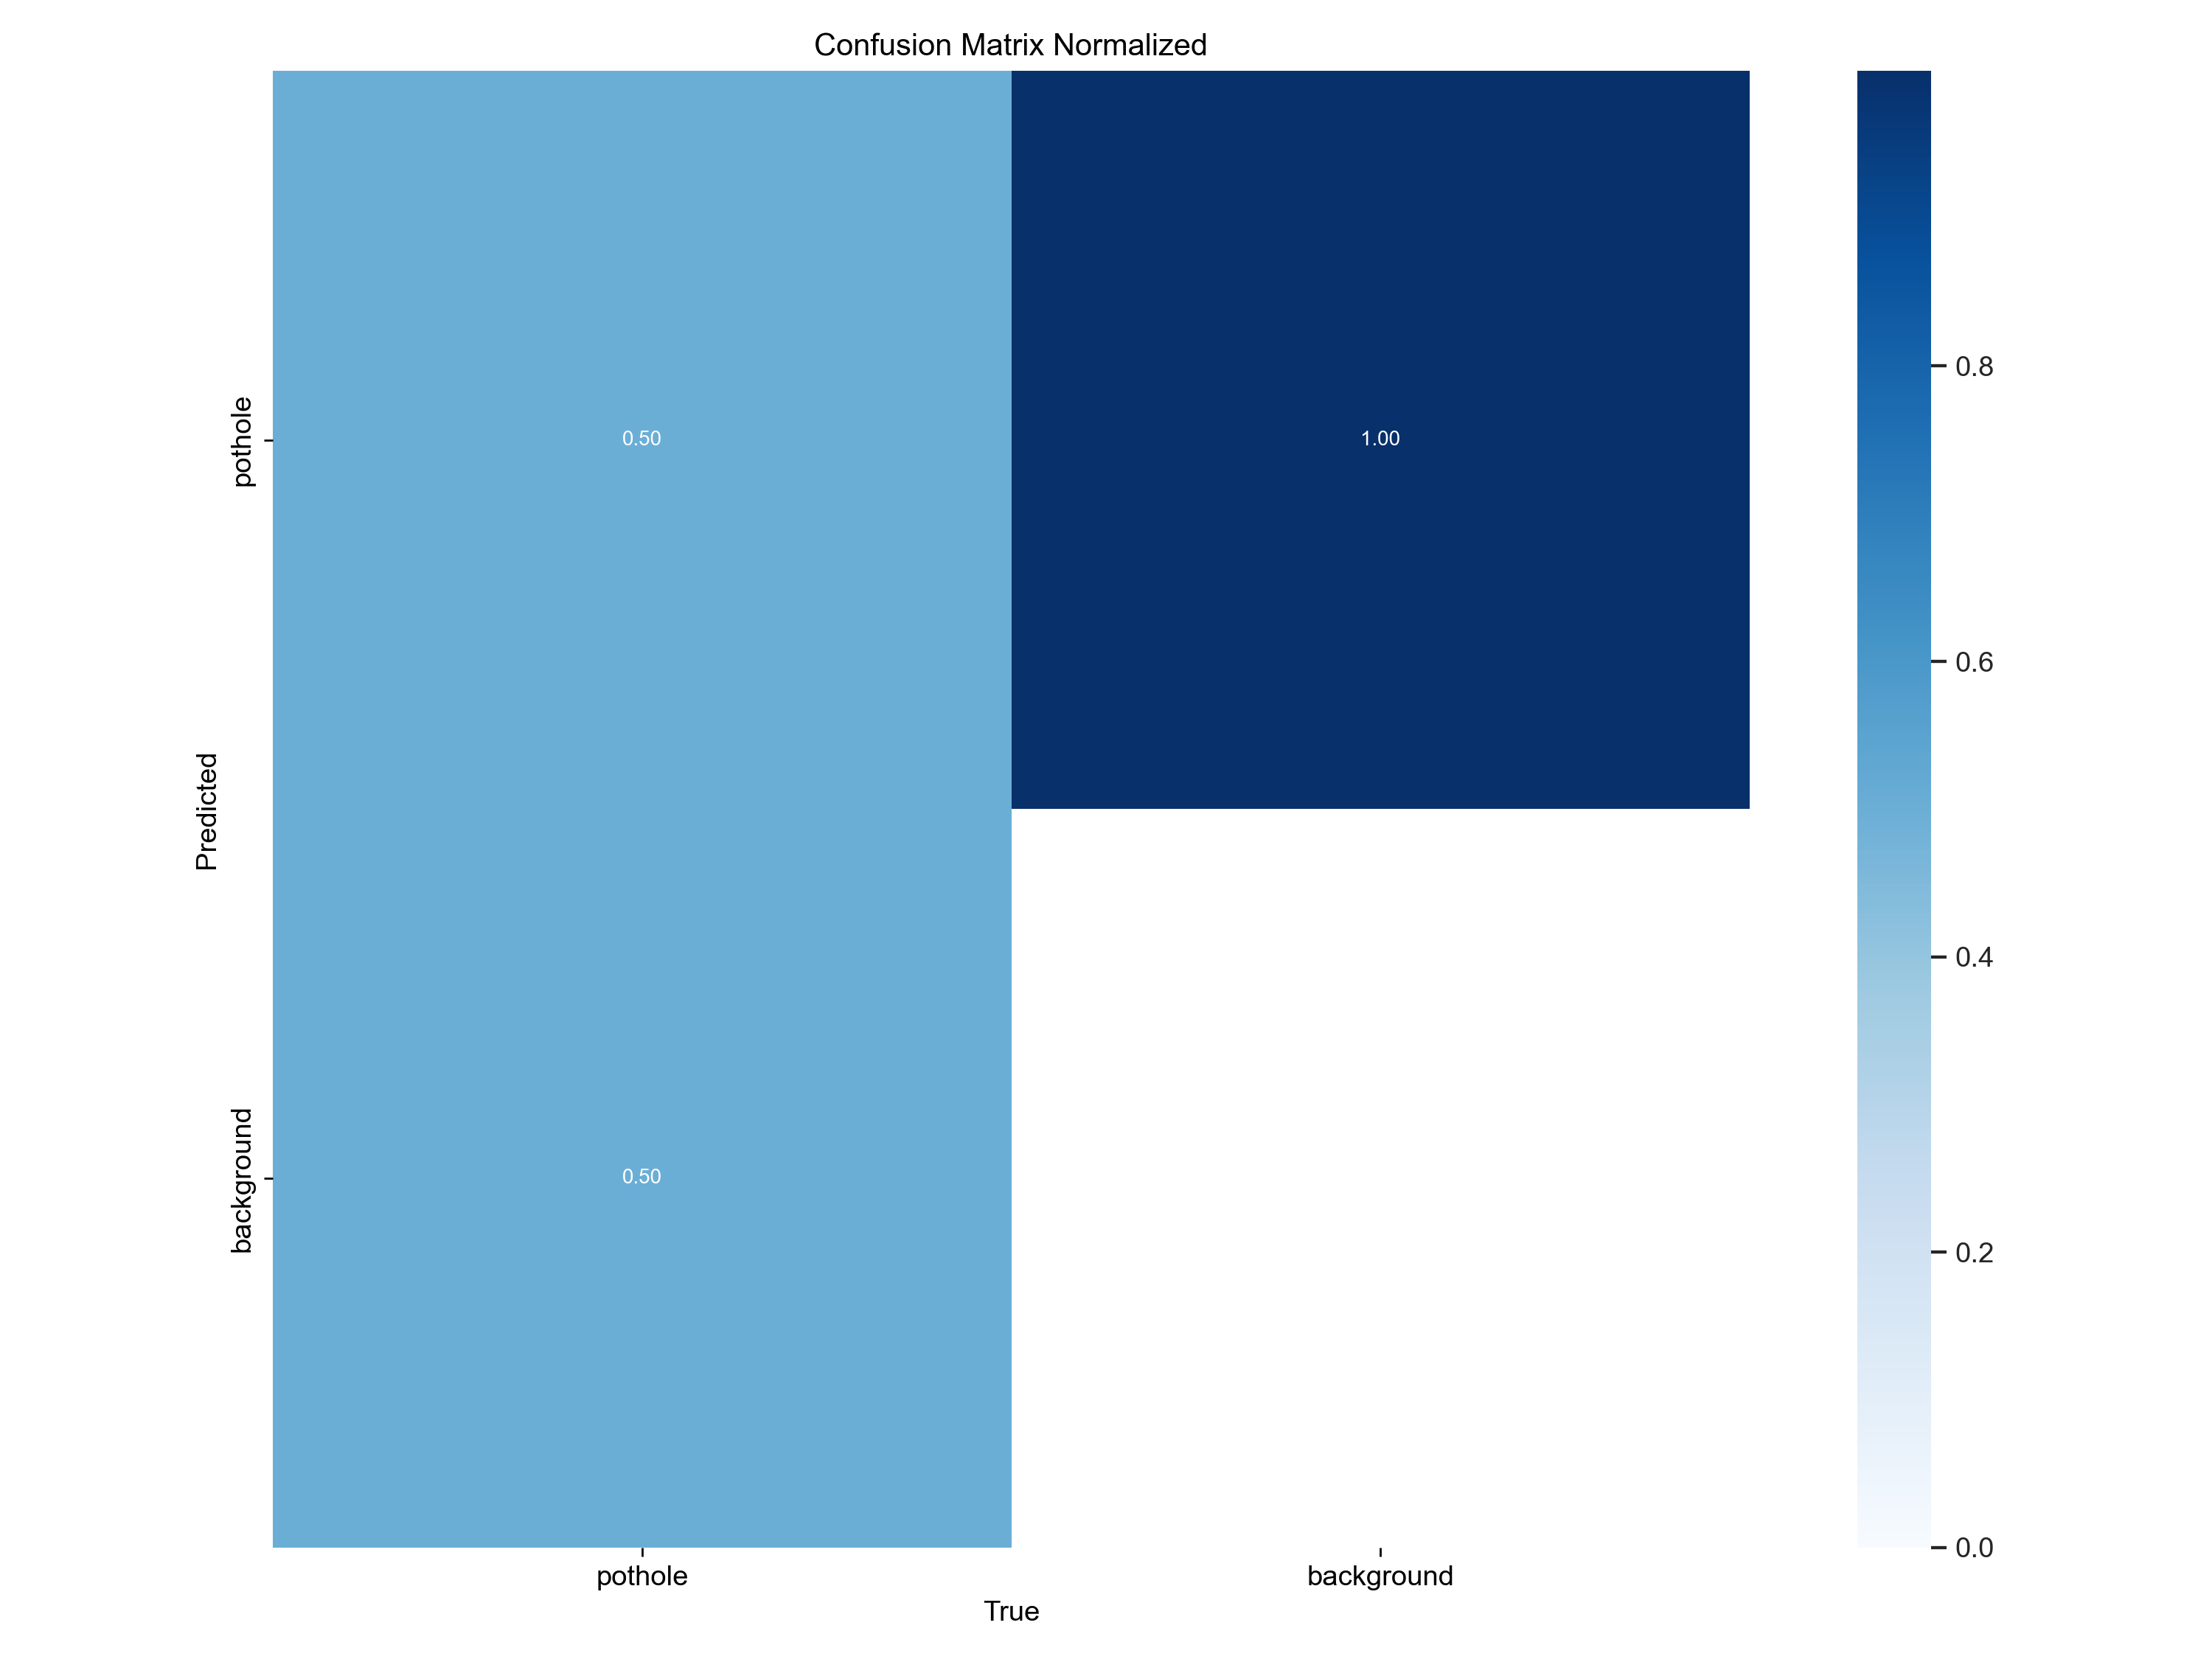 Confusion Matrix Normalized
pothole
0.50
1.00
background
0.50
Predicted
pothole
background
True
0.8
0.6
0.4
0.2
0.0